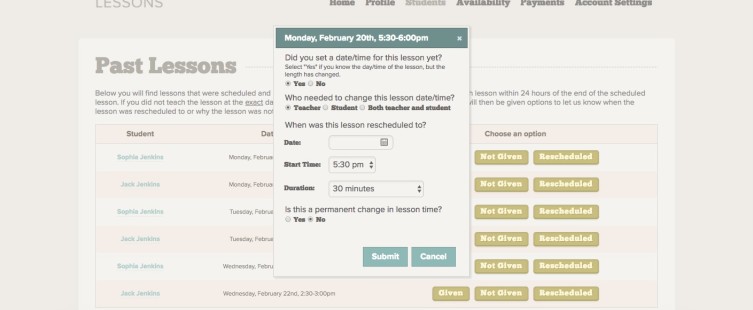 LESSONS
Home Profile Students Availability Payments Account Settings
Past Lessons
Below you will find lessons that were scheduled and
h lesson within 24 hours of the end of the scheduled
lesson. If you did not teach the lesson at the exact da
will then be given options to let us know when the
lesson was rescheduled to or why the lesson was not
Student Dat Choose an option
Sophie Jenkins Monday, Februa Not Given Rescheduled
Jack Jenkins Monday, Februa Not Given Rescheduled
Sophie Jenkins Tuesday, Februa Not Given Rescheduled
Jack Jenkins Tuesday, Februa Not Given Rescheduled
Sophie Jenkins Wednesday, Febru Not Given Rescheduled
Jack Jenkins Wednesday, February 22nd, 2:30-3:00pm Given Not Given Rescheduled
Monday, February 20th, 5:30-6:00pm ×
Did you set a date/time for this lesson yet?
Select "Yes" if you know the day/time of the lesson, but the
length has changed.
Yes No
Who needed to change this lesson date/time?
Teacher Student Both teacher and student
When was this lesson rescheduled to?
Date:
Start Time: 5:30 pm
Duration: 30 minutes
Is this a permanent change in lesson time?
Yes No
Submit Cancel